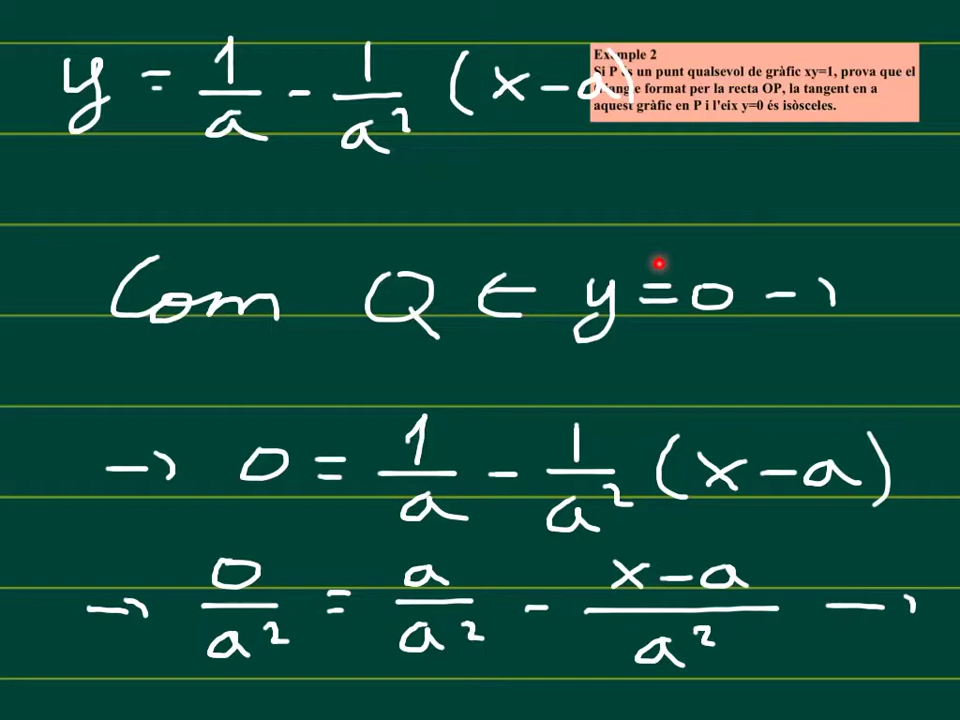 y = 1/a - 1/a² (x-a)
Exemple 2
Si P és un punt qualsevol de gràfic xy=1, prova que el
triangle format per la recta OP, la tangent en a
aquest gràfic en P i l'eix y=0 és isòsceles.
Com Q ∈ y=0 →
→ 0 = 1/a - 1/a² (x-a)
→ 0/a² = a/a² - x-a/a² →